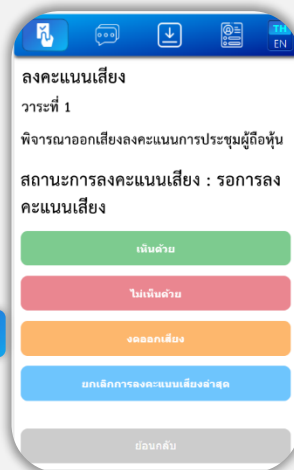 TH
EN
ลงคะแนนเสียง
วาระที่ 1
พิจารณาออกเสียงลงคะแนนการประชุมผู้ถือหุ้น
สถานะการลงคะแนนเสียง : รอการลง
คะแนนเสียง
เห็นด้วย
ไม่เห็นด้วย
งดออกเสียง
ยกเลิกการลงคะแนนเสียงล่าสุด
ย้อนกลับ